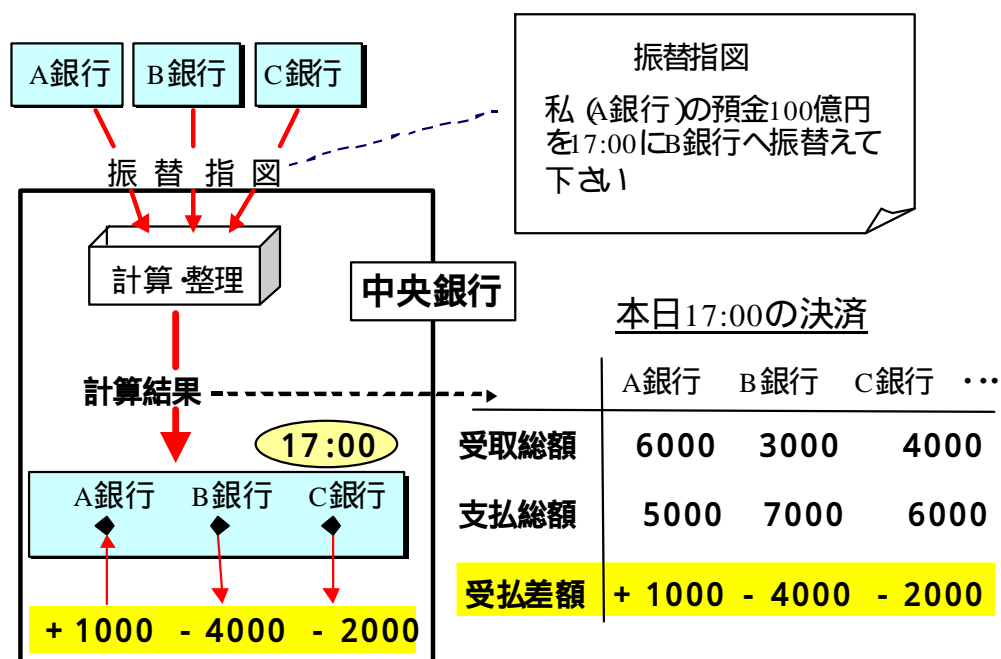 A銀行 B銀行 C銀行
振替指図
振替指図
私(A銀行)の預金100億円
を17:00にB銀行へ振替えて
下さい
計算・整理
中央銀行
計算結果
17:00
A銀行 B銀行 C銀行
+1000 -4000 -2000
本日17:00の決済
A銀行 B銀行 C銀行 ・・・
受取総額 6000 3000 4000
支払総額 5000 7000 6000
受払差額 +1000 -4000 -2000